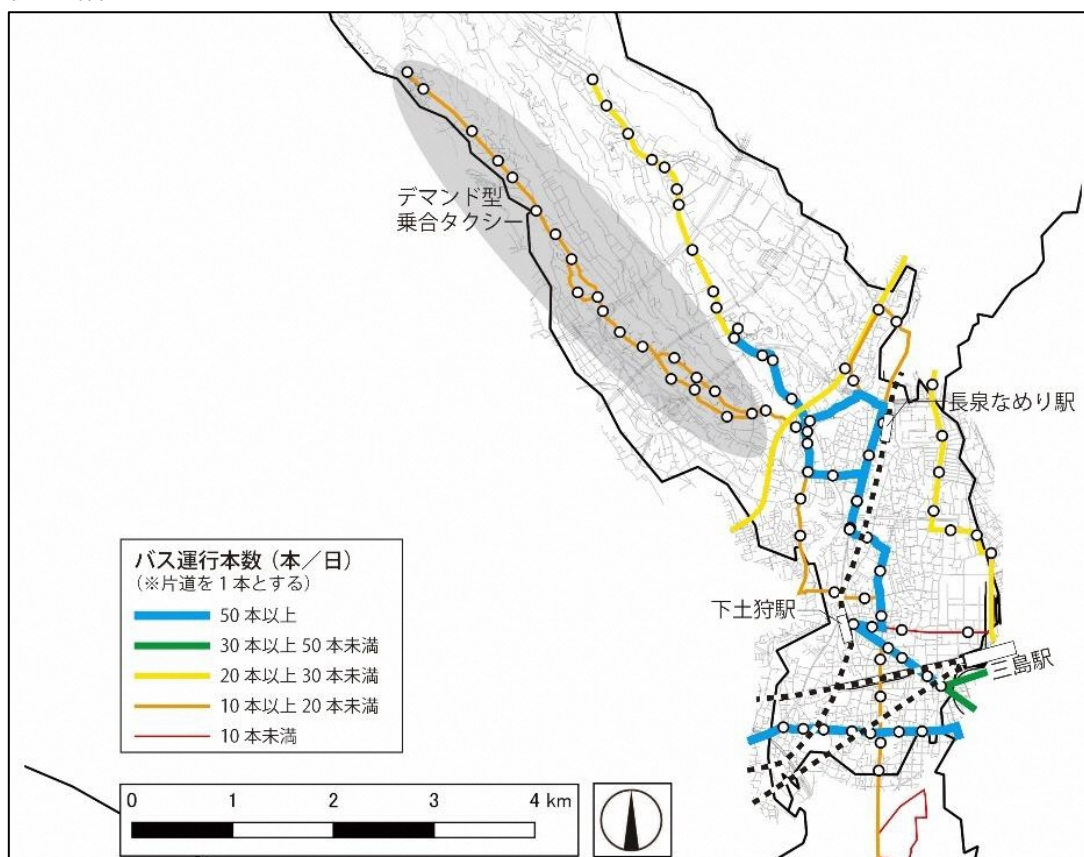 デマンド型
乗合タクシー
長泉なめり駅
下土狩駅
三島駅
バス運行本数（本／日）
（※片道を１本とする）
50 本以上
30 本以上 50 本未満
20 本以上 30 本未満
10 本以上 20 本未満
10 本未満
0 1 2 3 4 km